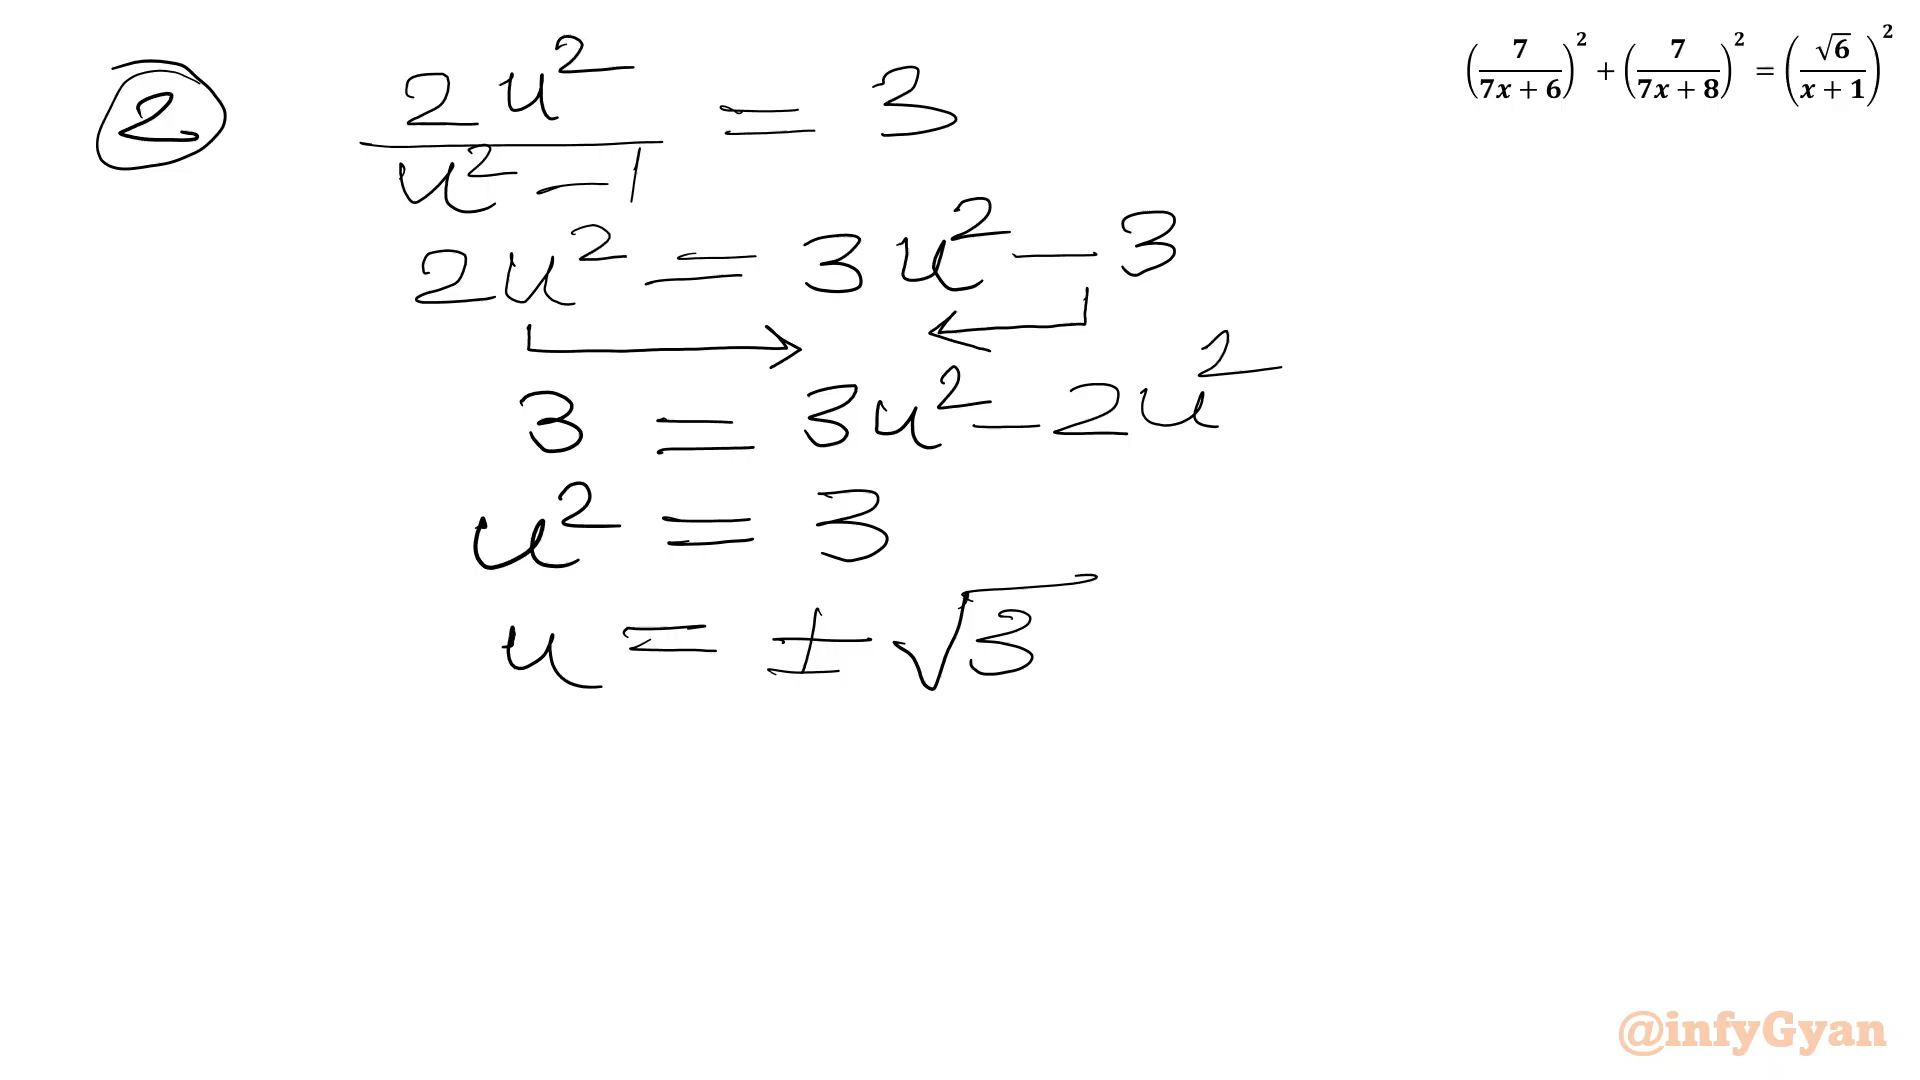 ② 2u²/(u² − 1) = 3
(7/(7x + 6))² + (7/(7x + 8))² = (√6/(x + 1))²
2u² = 3u² − 3
3 = 3u² − 2u²
u² = 3
u = ± √3
@infyGyan